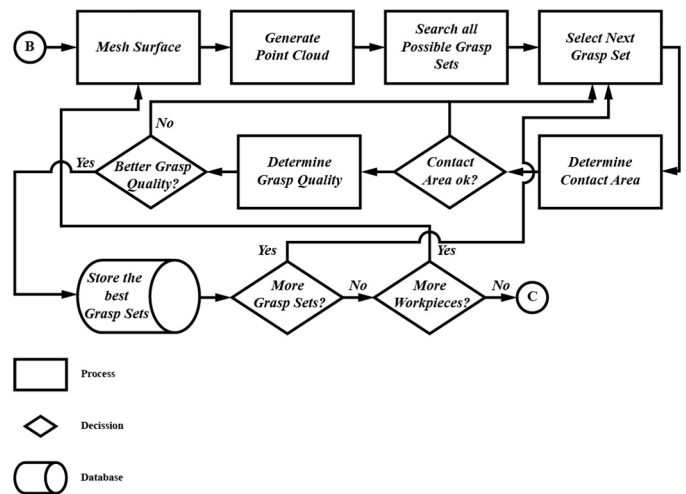 B
Mesh Surface
Generate
Point Cloud
Search all
Possible Grasp
Sets
Select Next
Grasp Set
No
Yes
Better Grasp
Quality?
Determine
Grasp Quality
Contact
Area ok?
Determine
Contact Area
Yes
Yes
Store the
best
Grasp Sets
More
Grasp Sets?
No
More
Workpieces?
No
C
Process
Decission
Database